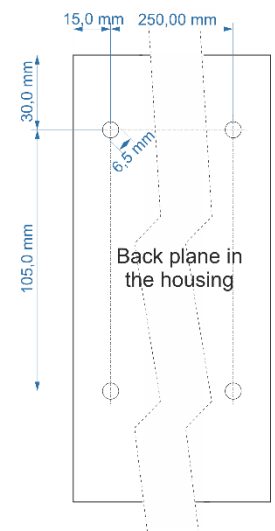 15,0 mm
250,00 mm
30,0 mm
6,5 mm
105,0 mm
Back plane in
the housing